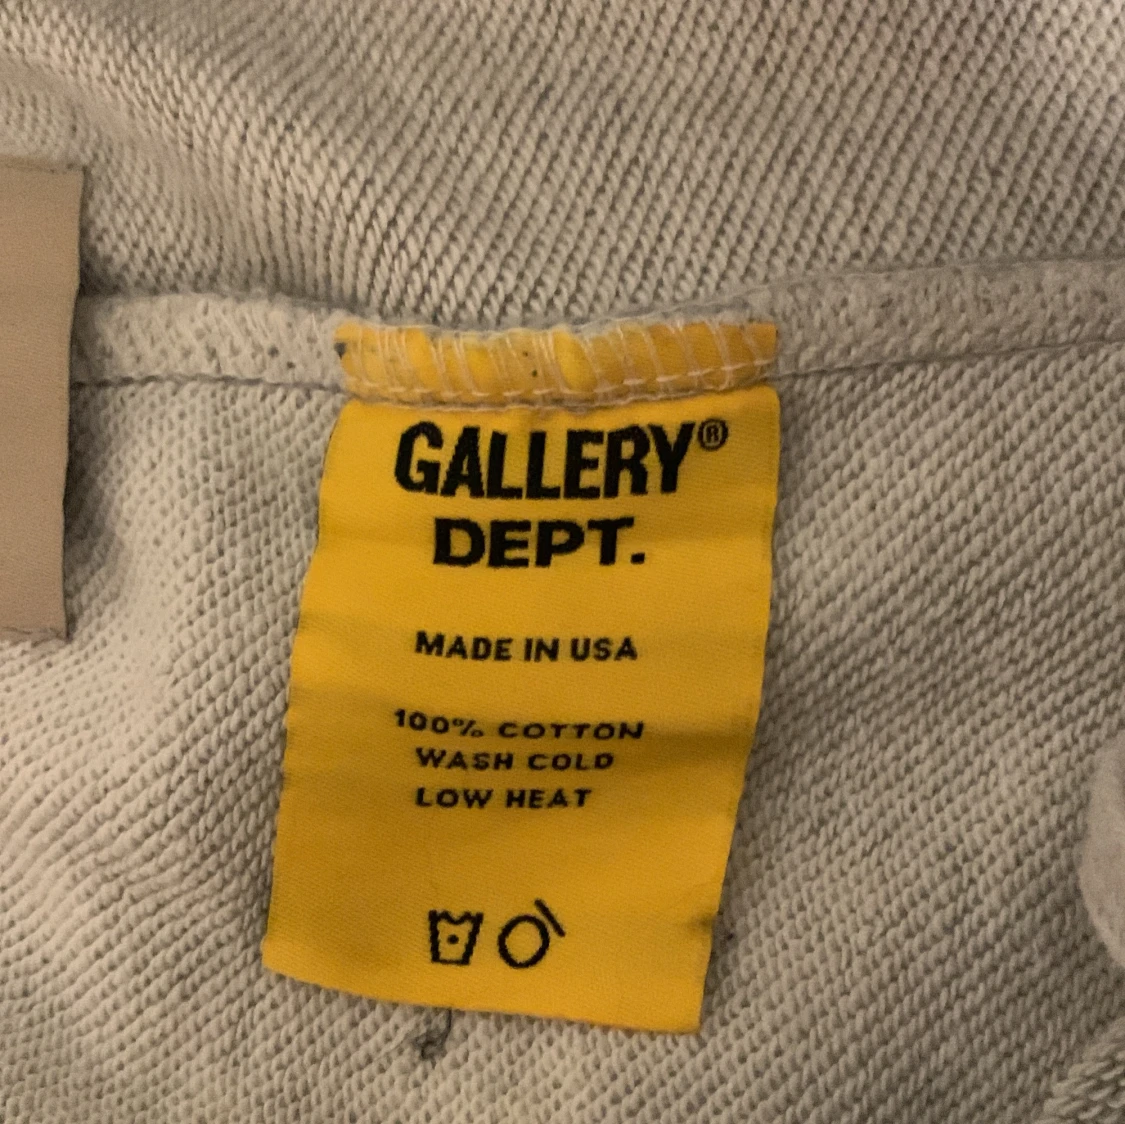 GALLERY®
DEPT.
MADE IN USA
100% COTTON
WASH COLD
LOW HEAT